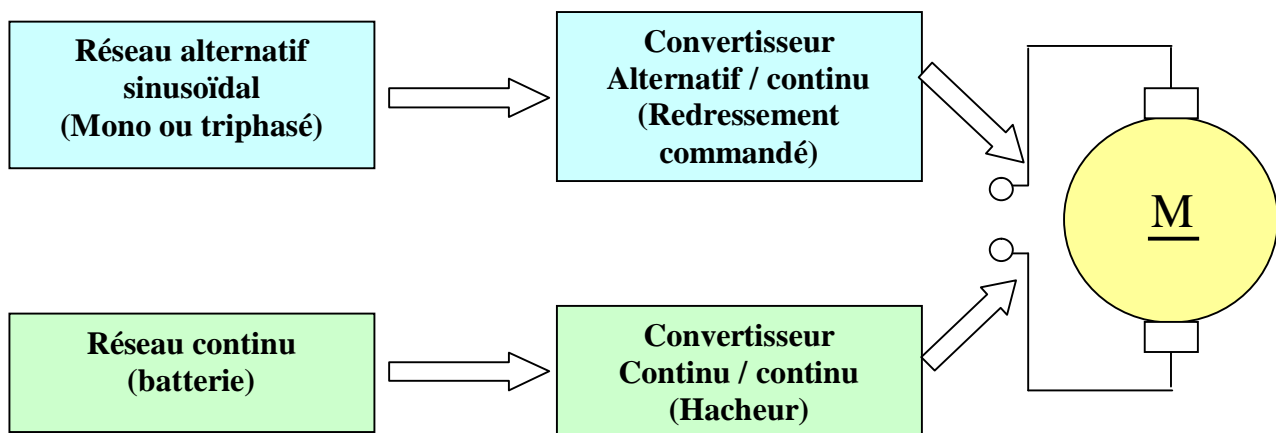 Réseau alternatif
sinusoïdal
(Mono ou triphasé)
Convertisseur
Alternatif / continu
(Redressement
commandé)
M
Réseau continu
(batterie)
Convertisseur
Continu / continu
(Hacheur)